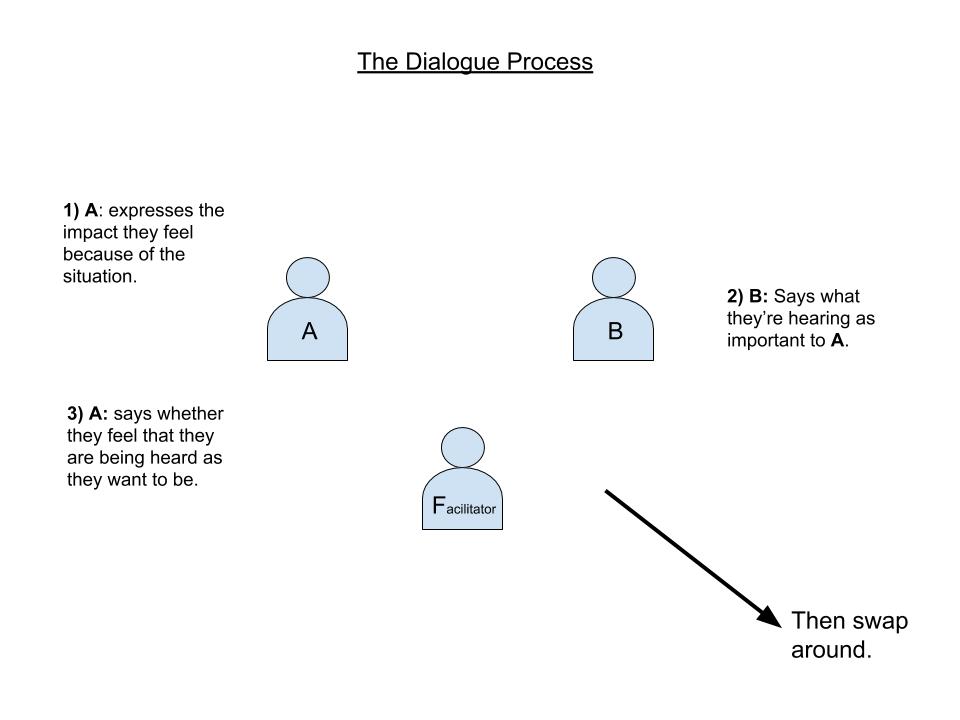 The Dialogue Process
1) A: expresses the
impact they feel
because of the
situation.
A
B
2) B: Says what
they’re hearing as
important to A.
3) A: says whether
they feel that they
are being heard as
they want to be.
Facilitator
Then swap
around.